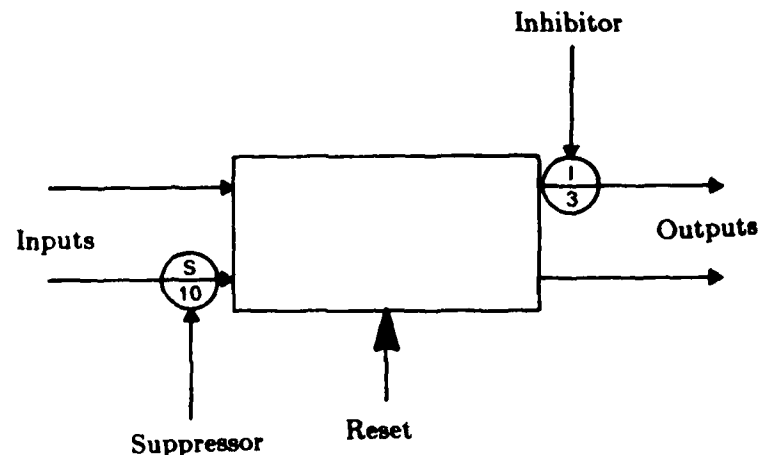 Inhibitor
I
3
Inputs
Outputs
S
10
Reset
Suppressor